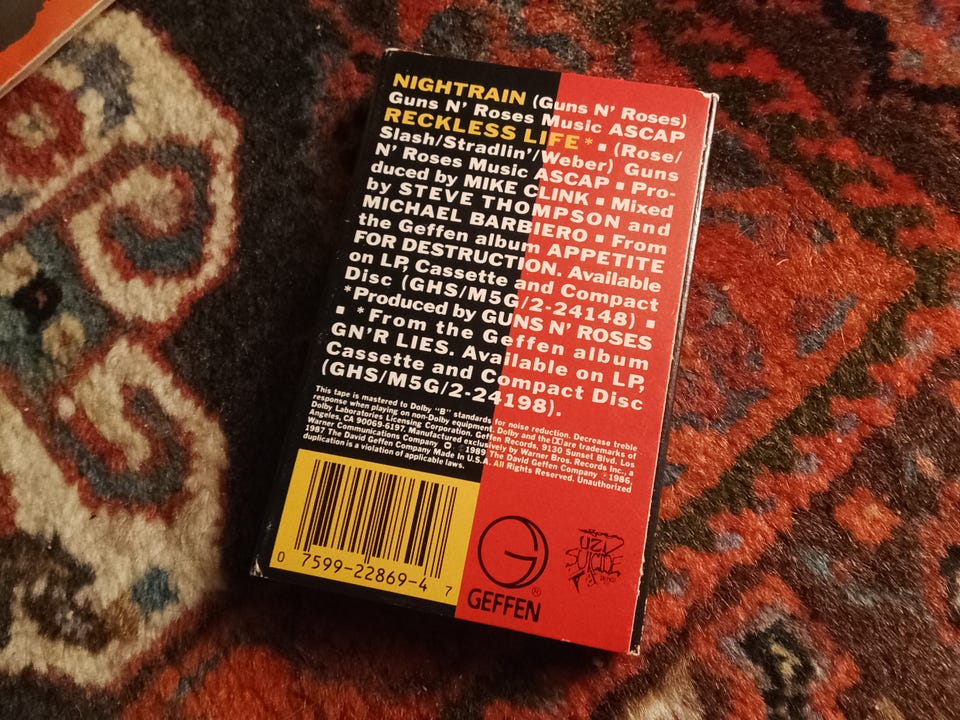 NIGHTRAIN (Guns N' Roses)
Guns N' Roses Music ASCAP
RECKLESS LIFE* ▪ (Rose/
Slash/Stradlin'/Weber) Guns
N' Roses Music ASCAP ▪ Pro-
duced by MIKE CLINK ▪ Mixed
by STEVE THOMPSON and
MICHAEL BARBIERO ▪ From
the Geffen album APPETITE
FOR DESTRUCTION. Available
on LP, Cassette and Compact
Disc (GHS/M5G/2-24148) ▪
*Produced by GUNS N' ROSES
▪ *From the Geffen album
GN'R LIES. Available on LP,
Cassette and Compact Disc
(GHS/M5G/2-24198).
This tape is mastered to Dolby "B" standards for noise reduction. Decrease treble
response when playing on non-Dolby equipment. Dolby and the are trademarks of
Dolby Laboratories Licensing Corporation. Geffen Records, 9130 Sunset Blvd. Los
Angeles, CA 90069-6197. Manufactured exclusively by Warner Bros. Records Inc., a
Warner Communications Company ℗ 1989 The David Geffen Company ℗ 1986,
1987 The David Geffen Company Made in U.S.A. All Rights Reserved. Unauthorized
duplication is a violation of applicable laws.
0 7599-22869-4 7
GEFFEN®
UZI
SUICIDE